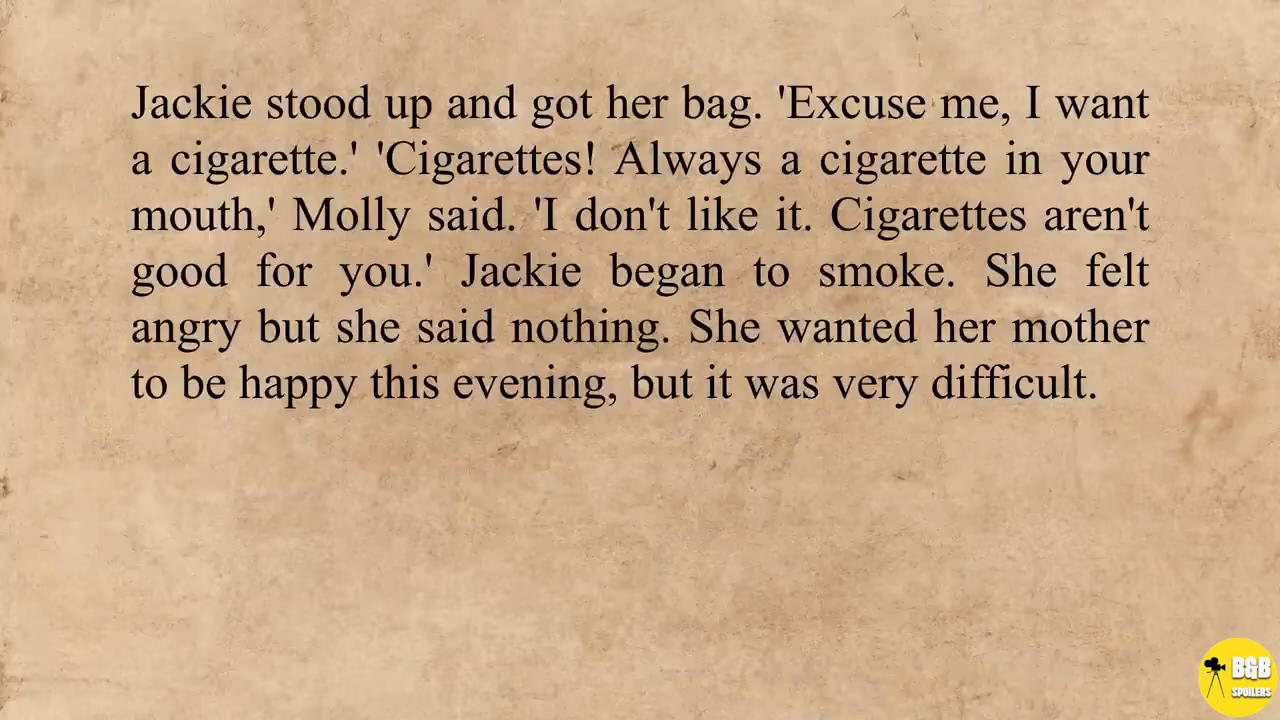 Jackie stood up and got her bag. 'Excuse me, I want
a cigarette.' 'Cigarettes! Always a cigarette in your
mouth,' Molly said. 'I don't like it. Cigarettes aren't
good for you.' Jackie began to smoke. She felt
angry but she said nothing. She wanted her mother
to be happy this evening, but it was very difficult.
B&B
SPOILERS